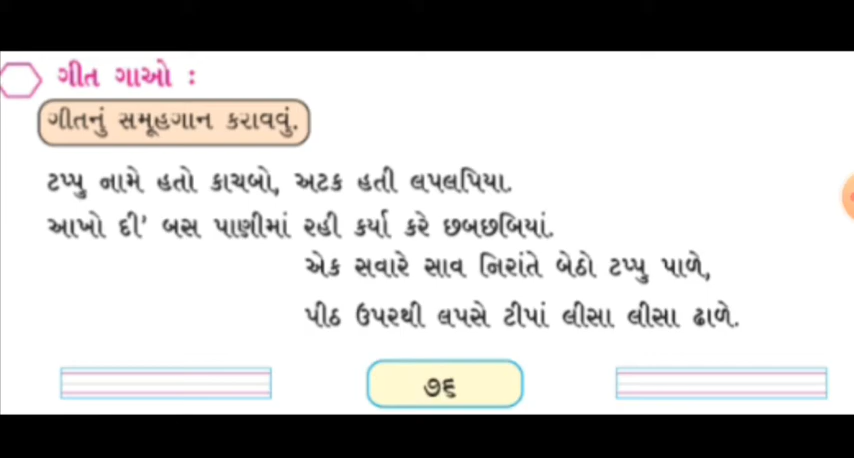 ગીત ગાઓ :
ગીતનું સમૂહગાન કરાવવું.
ટપ્પુ નામે હતો કાચબો, અટક હતી લપલપિયા.
આખો દી' બસ પાણીમાં રહી કર્યા કરે છબછબિયાં.
એક સવારે સાવ નિરાંતે બેઠો ટપ્પુ પાળે,
પીઠ ઉપરથી લપસે ટીપાં લીસા લીસા ઢાળે.
૭૬